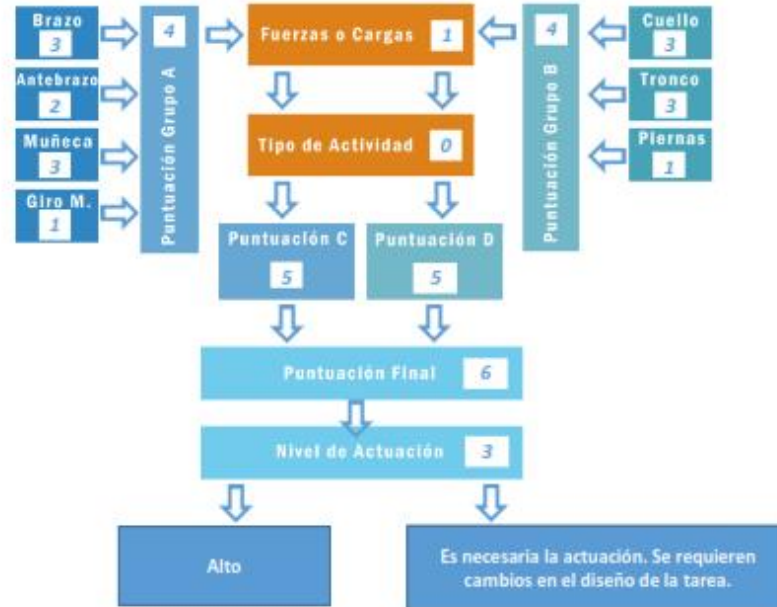 Brazo
3
Antebrazo
2
Muñeca
3
Giro M.
1
4
Puntuación Grupo A
Fuerzas o Cargas 1
Tipo de Actividad 0
Puntuación C
5
Puntuación D
5
4
Puntuación Grupo B
Cuello
3
Tronco
3
Piernas
1
Puntuación Final 6
Nivel de Actuación 3
Alto
Es necesaria la actuación. Se requieren
cambios en el diseño de la tarea.